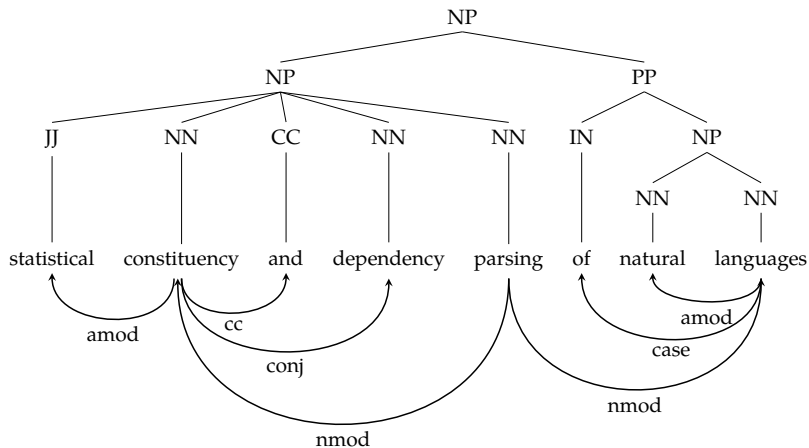 NP
NP PP
JJ NN CC NN NN IN NP
NN NN
statistical constituency and dependency parsing of natural languages
amod cc conj nmod nmod case amod